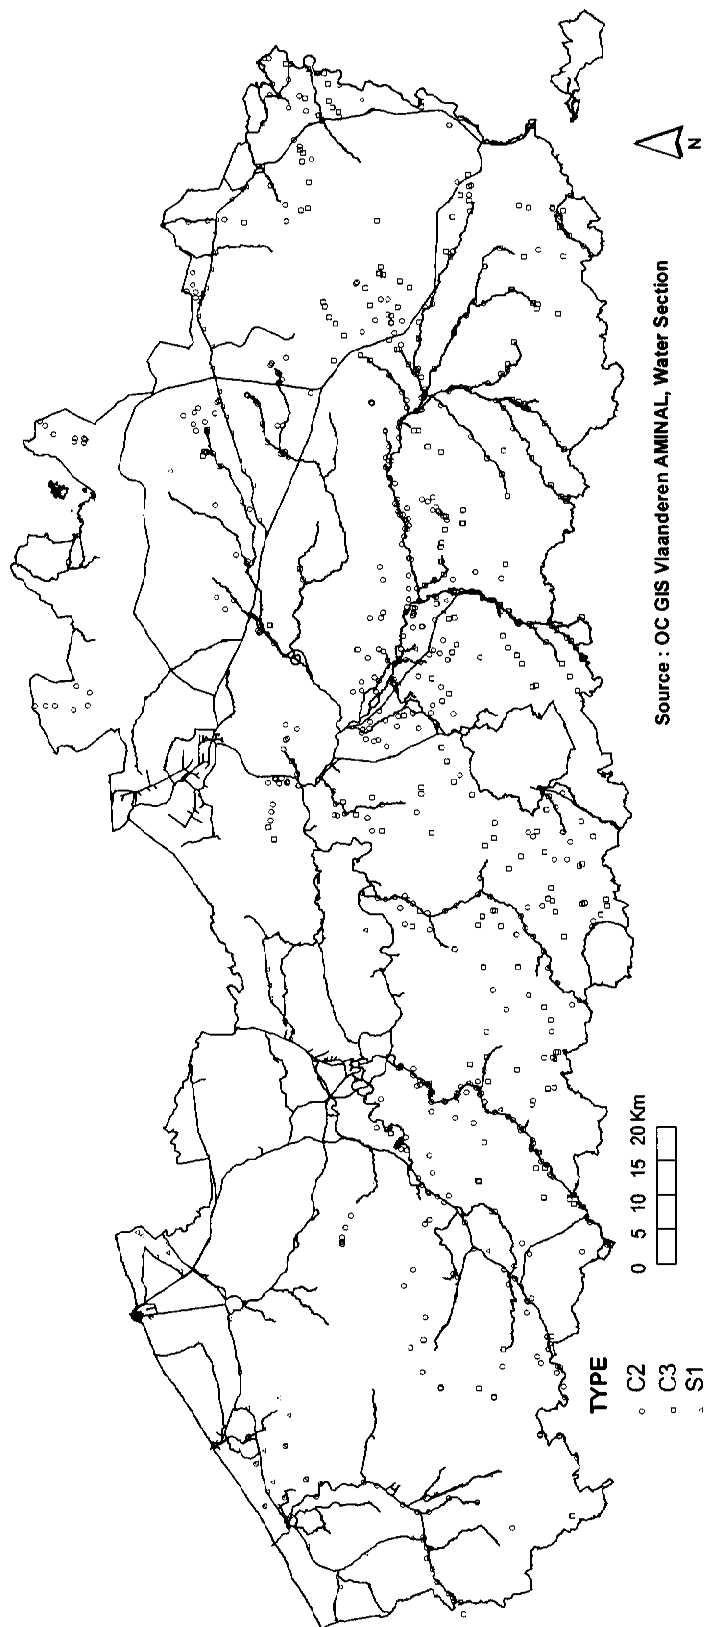 N
Source : OC GIS Vlaanderen AMINAL, Water Section
0 5 10 15 20 Km
TYPE
C2
C3
S1